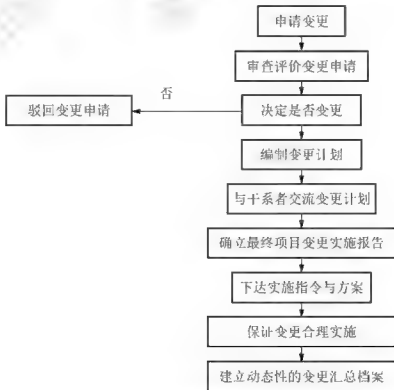 申请变更
审查评价变更申请
否
驳回变更申请
决定是否变更
编制变更计划
与干系者交流变更计划
确立最终项目变更实施报告
下达实施指令与方案
保证变更合理实施
建立动态性的变更汇总档案